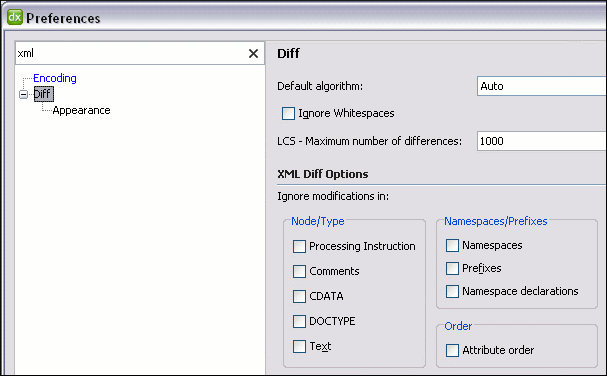 dx Preferences
xml
Encoding
Diff
Appearance
Diff
Default algorithm: Auto
Ignore Whitespaces
LCS - Maximum number of differences: 1000
XML Diff Options
Ignore modifications in:
Node/Type
Processing Instruction
Comments
CDATA
DOCTYPE
Text
Namespaces/Prefixes
Namespaces
Prefixes
Namespace declarations
Order
Attribute order